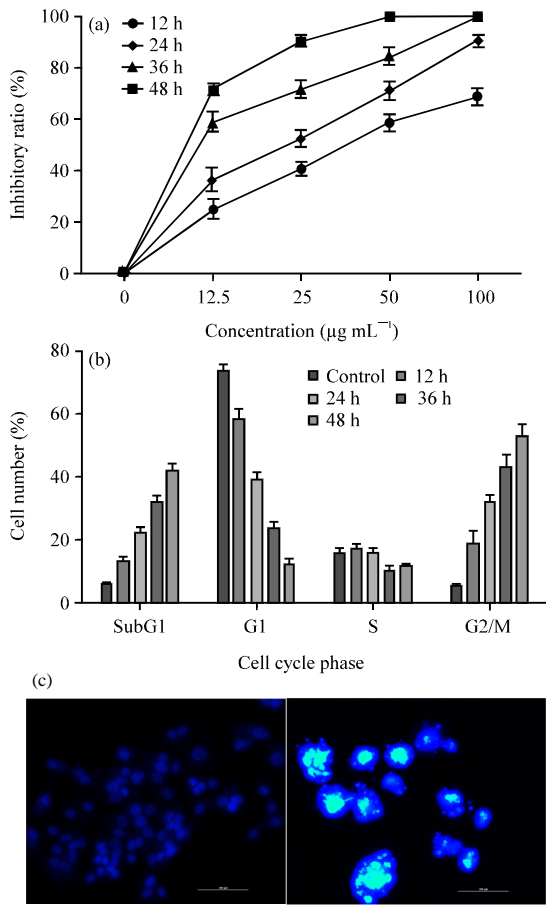 (a)
12 h
24 h
36 h
48 h
Inhibitory ratio (%)
100
80
60
40
20
0
0 12.5 25 50 100
Concentration (µg mL⁻¹)
(b)
Control 12 h
24 h 36 h
48 h
Cell number (%)
80
60
40
20
0
SubG1 G1 S G2/M
Cell cycle phase
(c)